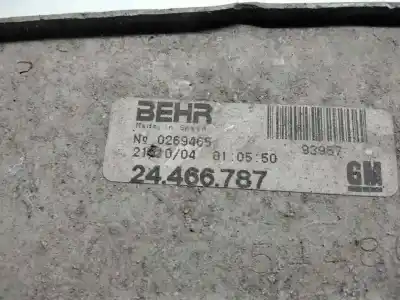 BEHR
Made in Spain
Nº 0269465
21/10/04 01:05:50
93957
24.466.787
GM